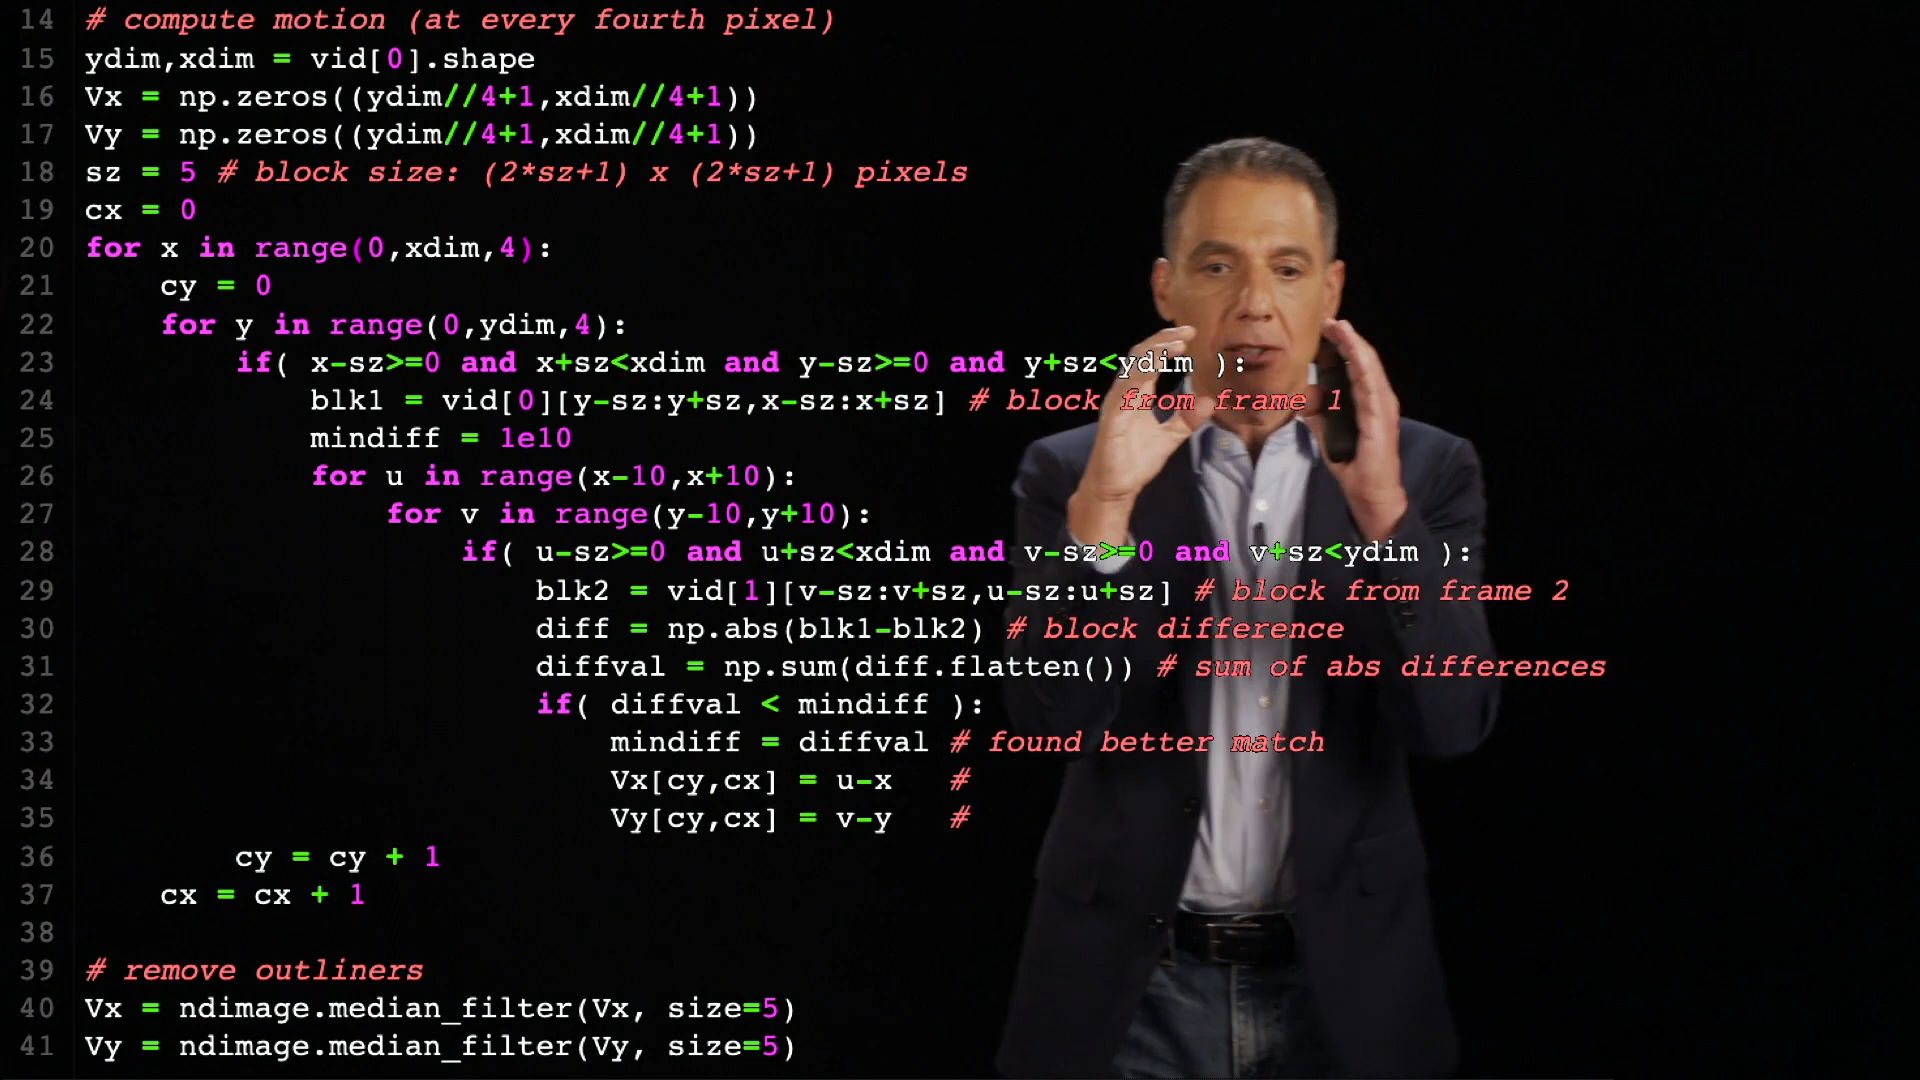 14 # compute motion (at every fourth pixel)
15 ydim,xdim = vid[0].shape
16 Vx = np.zeros((ydim//4+1,xdim//4+1))
17 Vy = np.zeros((ydim//4+1,xdim//4+1))
18 sz = 5 # block size: (2*sz+1) x (2*sz+1) pixels
19 cx = 0
20 for x in range(0,xdim,4):
21     cy = 0
22     for y in range(0,ydim,4):
23         if( x-sz>=0 and x+sz<xdim and y-sz>=0 and y+sz<ydim ):
24             blk1 = vid[0][y-sz:y+sz,x-sz:x+sz] # block from frame 1
25             mindiff = 1e10
26             for u in range(x-10,x+10):
27                 for v in range(y-10,y+10):
28                     if( u-sz>=0 and u+sz<xdim and v-sz>=0 and v+sz<ydim ):
29                         blk2 = vid[1][v-sz:v+sz,u-sz:u+sz] # block from frame 2
30                         diff = np.abs(blk1-blk2) # block difference
31                         diffval = np.sum(diff.flatten()) # sum of abs differences
32                         if( diffval < mindiff ):
33                             mindiff = diffval # found better match
34                             Vx[cy,cx] = u-x   #
35                             Vy[cy,cx] = v-y   #
36         cy = cy + 1
37     cx = cx + 1
38
39 # remove outliners
40 Vx = ndimage.median_filter(Vx, size=5)
41 Vy = ndimage.median_filter(Vy, size=5)